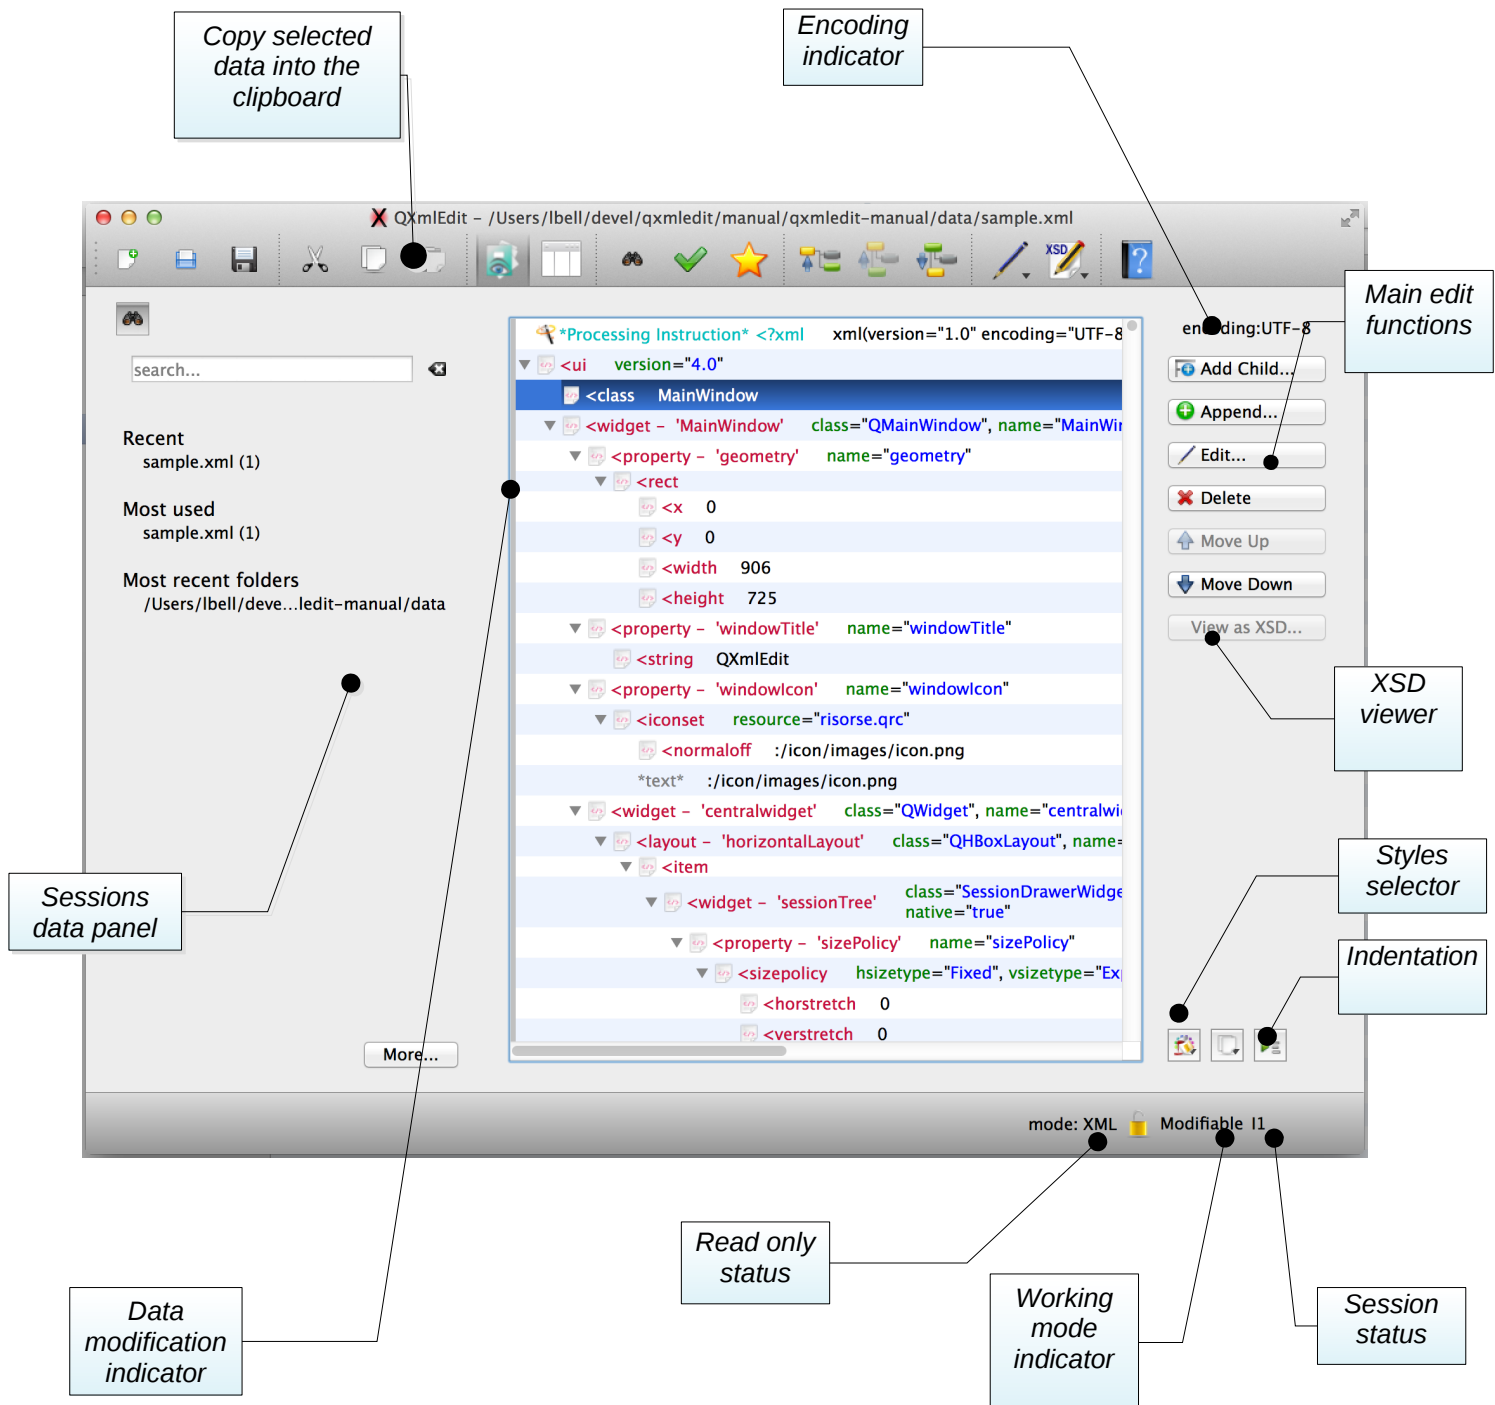 Copy selected
data into the
clipboard
Encoding
indicator
QXmlEdit – /Users/lbell/devel/qxmledit/manual/qxmledit-manual/data/sample.xml
XSD
?
Main edit
functions
search...
Recent
sample.xml (1)
Most used
sample.xml (1)
Most recent folders
/Users/lbell/deve...ledit-manual/data
More...
*Processing Instruction* <?xml xml(version="1.0" encoding="UTF-8
<ui version="4.0"
<class MainWindow
<widget – 'MainWindow' class="QMainWindow", name="MainWin
<property – 'geometry' name="geometry"
<rect
<x 0
<y 0
<width 906
<height 725
<property – 'windowTitle' name="windowTitle"
<string QXmlEdit
<property – 'windowIcon' name="windowIcon"
<iconset resource="risorse.qrc"
<normaloff :/icon/images/icon.png
*text* :/icon/images/icon.png
<widget – 'centralwidget' class="QWidget", name="centralwi
<layout – 'horizontalLayout' class="QHBoxLayout", name=
<item
<widget – 'sessionTree' class="SessionDrawerWidge
native="true"
<property – 'sizePolicy' name="sizePolicy"
<sizepolicy hsizetype="Fixed", vsizetype="Exp
<horstretch 0
<verstretch 0
encoding:UTF-8
Add Child...
Append...
Edit...
Delete
Move Up
Move Down
View as XSD...
XSD
viewer
Styles
selector
Indentation
Sessions
data panel
mode: XML Modifiable I1
Read only
status
Working
mode
indicator
Session
status
Data
modification
indicator